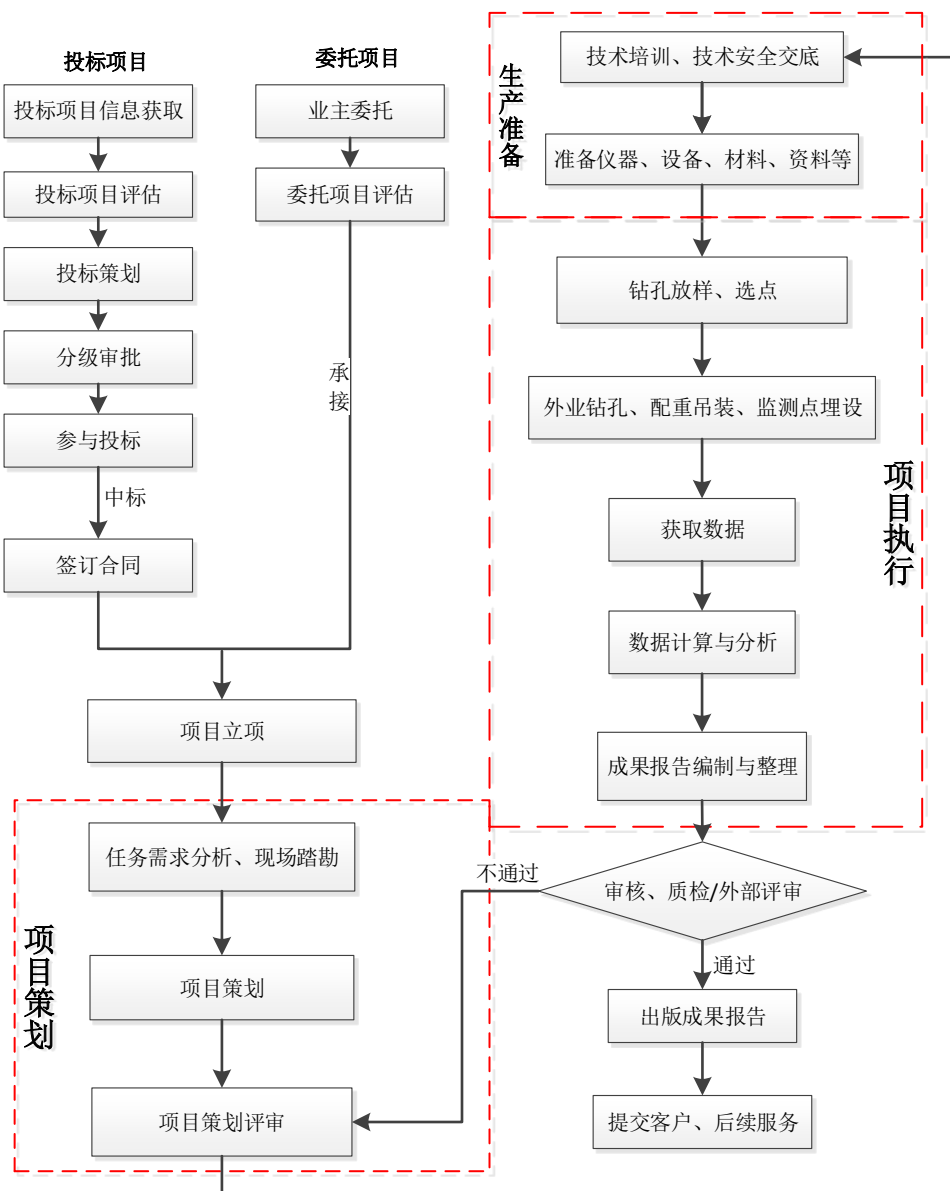 投标项目
投标项目信息获取
投标项目评估
投标策划
分级审批
参与投标
中标
签订合同
委托项目
业主委托
委托项目评估
承接
项目立项
项目策划
任务需求分析、现场踏勘
项目策划
项目策划评审
生产准备
技术培训、技术安全交底
准备仪器、设备、材料、资料等
项目执行
钻孔放样、选点
外业钻孔、配重吊装、监测点埋设
获取数据
数据计算与分析
成果报告编制与整理
审核、质检/外部评审
不通过
通过
出版成果报告
提交客户、后续服务